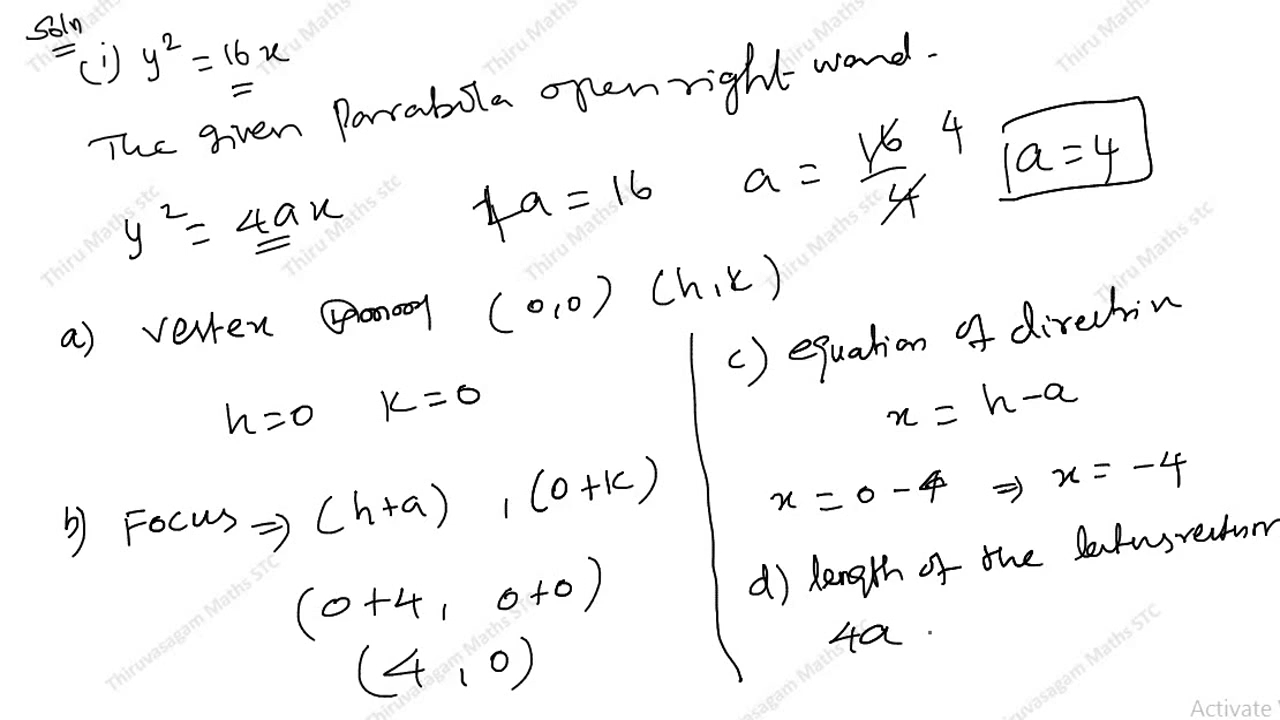 Soln
(i) y² = 16x
The given Parrabola open right ward.
y² = 4ax 4a = 16 a = 16/4 4 a = 4
a) vertex (0,0) (h,k)
h=0 k=0
b) Focus ⇒ (h+a) , (0+k)
(0+4, 0+0)
(4, 0)
c) equation of directrix
x = h-a
x = 0 - 4 ⇒ x = -4
d) length of the latusrectum
4a .
Thiru Maths stc
Thiruvasagam Maths STC
Activate